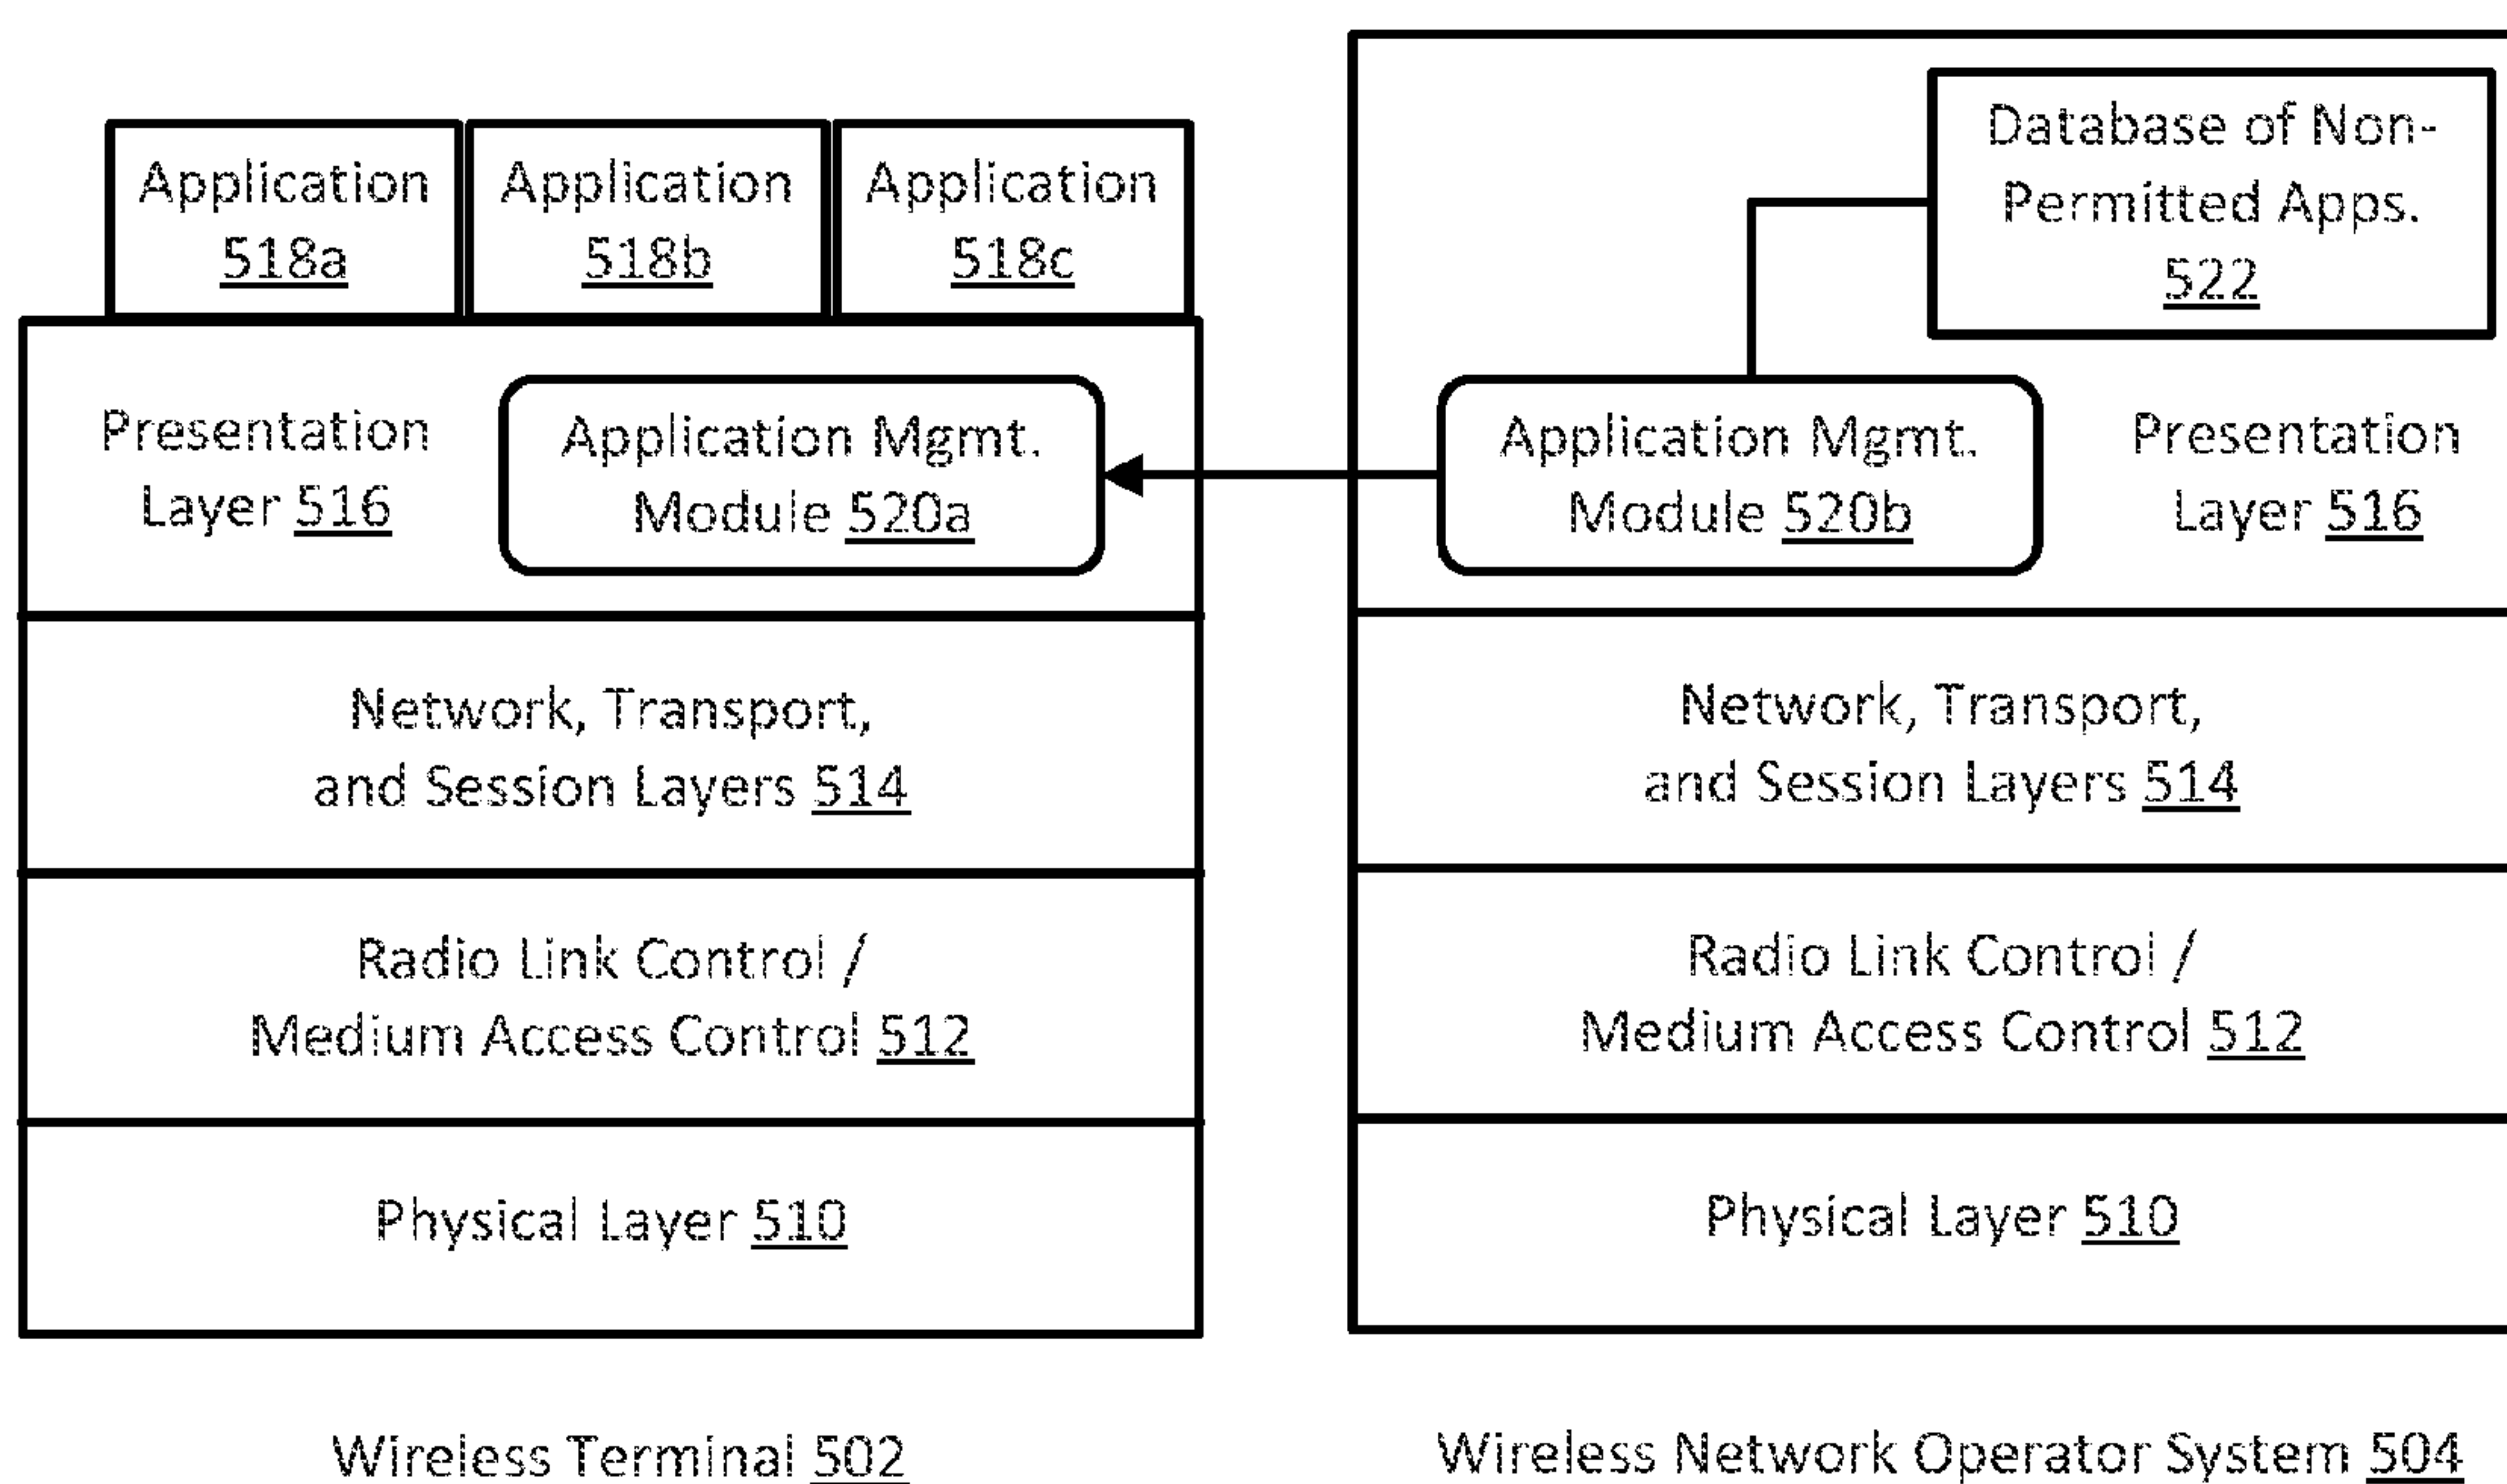 Application
518a
Application
518b
Application
518c
Presentation
Layer 516
Application Mgmt.
Module 520a
Network, Transport,
and Session Layers 514
Radio Link Control /
Medium Access Control 512
Physical Layer 510
Wireless Terminal 502
Database of Non-
Permitted Apps.
522
Application Mgmt.
Module 520b
Presentation
Layer 516
Network, Transport,
and Session Layers 514
Radio Link Control /
Medium Access Control 512
Physical Layer 510
Wireless Network Operator System 504